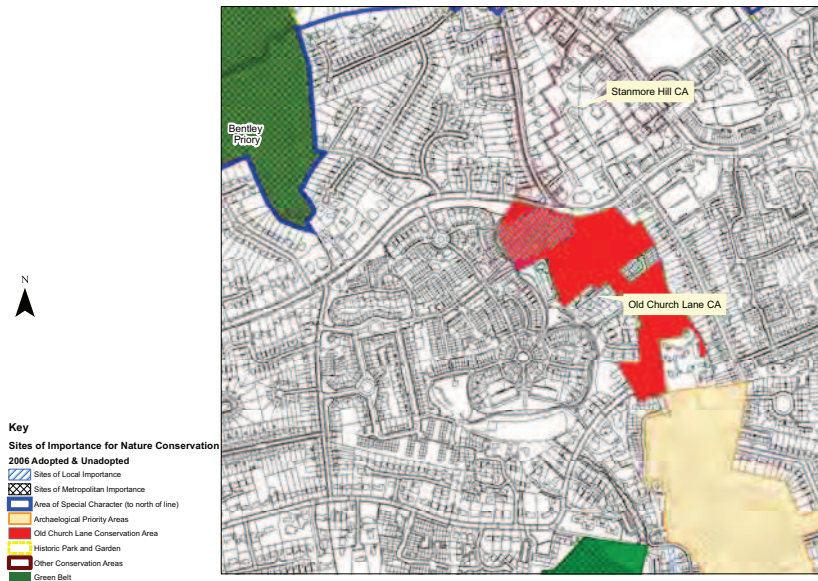 Stanmore Hill CA
Bentley
Priory
Old Church Lane CA
N
Key
Sites of Importance for Nature Conservation
2006 Adopted & Unadopted
Sites of Local Importance
Sites of Metropolitan Importance
Area of Special Character (to north of line)
Archaeological Priority Areas
Old Church Lane Conservation Area
Historic Park and Garden
Other Conservation Areas
Green Belt